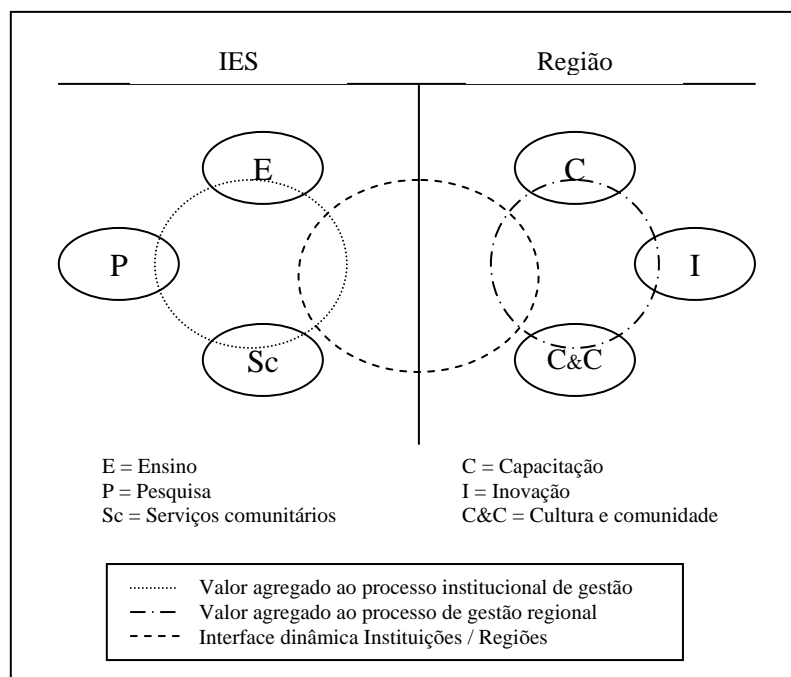 IES Região
E C
P I
Sc C&C
E = Ensino C = Capacitação
P = Pesquisa I = Inovação
Sc = Serviços comunitários C&C = Cultura e comunidade
Valor agregado ao processo institucional de gestão
Valor agregado ao processo de gestão regional
Interface dinâmica Instituições / Regiões